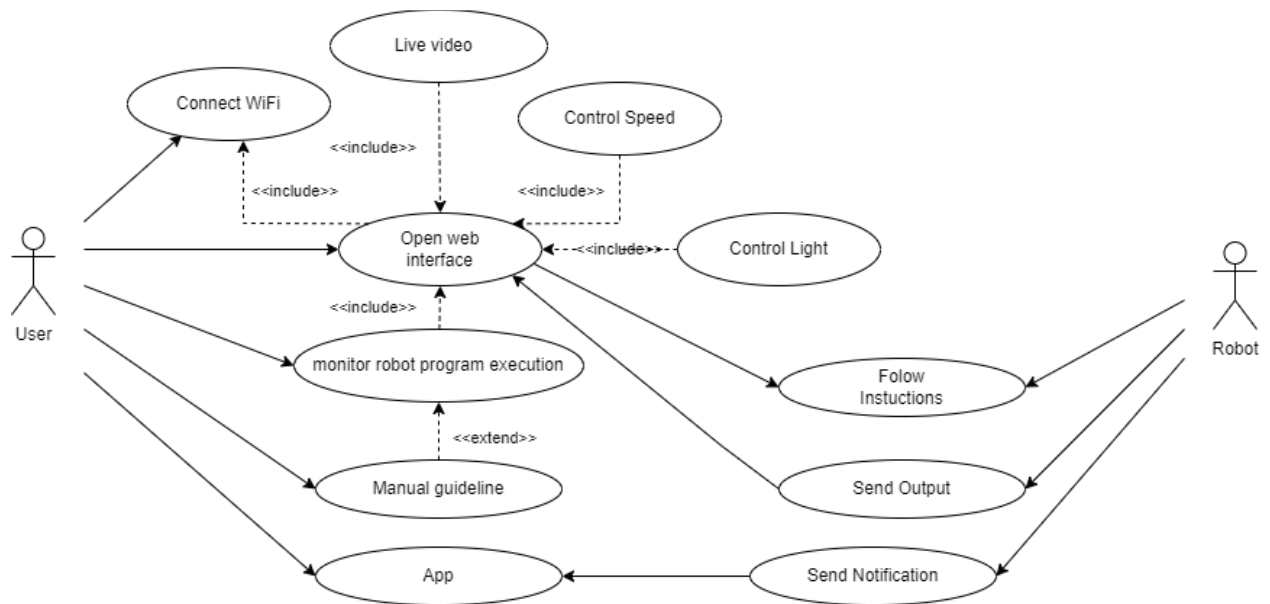 Live video
Connect WiFi
Control Speed
<<include>>
<<include>>
<<include>>
Open web
interface
<<include>>
Control Light
User
Robot
<<include>>
monitor robot program execution
Folow
Instuctions
<<extend>>
Manual guideline
Send Output
App
Send Notification